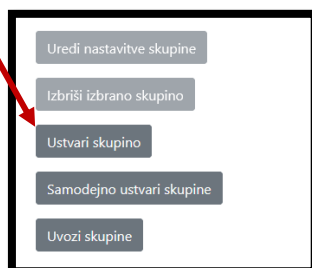 Uredi nastavitve skupine
Izbriši izbrano skupino
Ustvari skupino
Samodejno ustvari skupine
Uvozi skupine